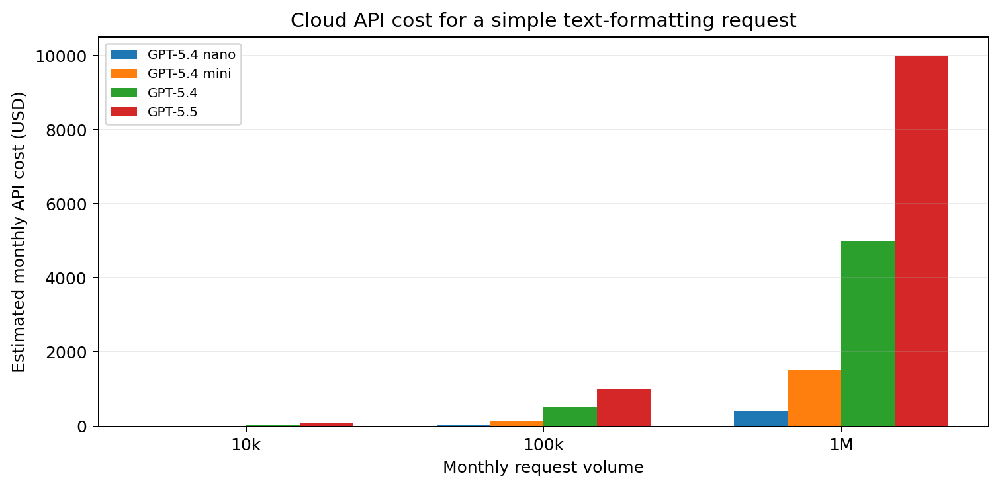 Cloud API cost for a simple text-formatting request
Estimated monthly API cost (USD)
10000
8000
6000
4000
2000
0
GPT-5.4 nano
GPT-5.4 mini
GPT-5.4
GPT-5.5
10k
100k
1M
Monthly request volume